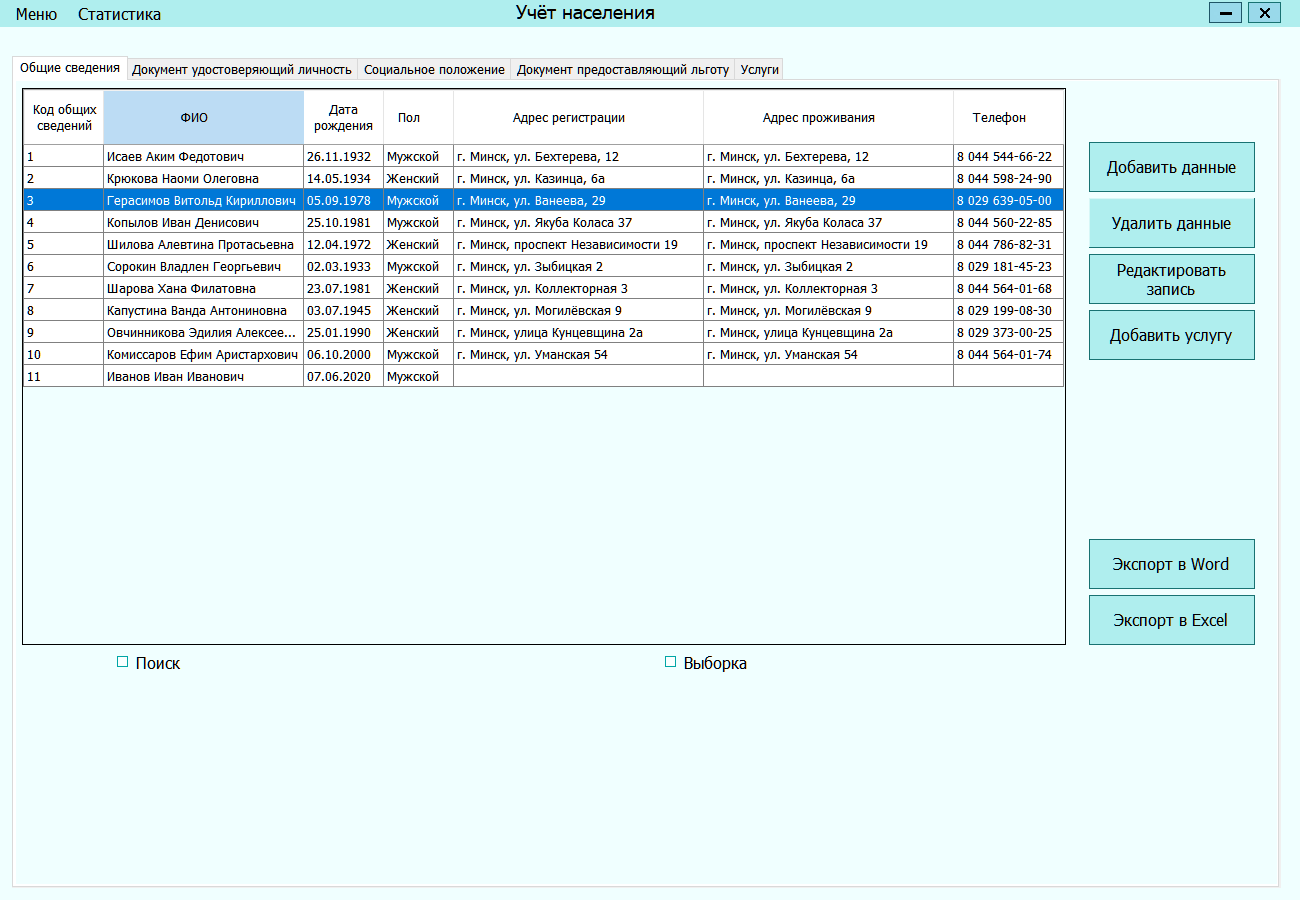 Меню Статистика Учёт населения
Общие сведения Документ удостоверяющий личность Социальное положение Документ предоставляющий льготу Услуги
Код общих сведений ФИО Дата рождения Пол Адрес регистрации Адрес проживания Телефон
1 Исаев Аким Федотович 26.11.1932 Мужской г. Минск, ул. Бехтерева, 12 г. Минск, ул. Бехтерева, 12 8 044 544-66-22
2 Крюкова Наоми Олеговна 14.05.1934 Женский г. Минск, ул. Казинца, 6а г. Минск, ул. Казинца, 6а 8 044 598-24-90
3 Герасимов Витольд Кириллович 05.09.1978 Мужской г. Минск, ул. Ванеева, 29 г. Минск, ул. Ванеева, 29 8 029 639-05-00
4 Копылов Иван Денисович 25.10.1981 Мужской г. Минск, ул. Якуба Коласа 37 г. Минск, ул. Якуба Коласа 37 8 044 560-22-85
5 Шилова Алевтина Протасьевна 12.04.1972 Женский г. Минск, проспект Независимости 19 г. Минск, проспект Независимости 19 8 044 786-82-31
6 Сорокин Владлен Георгьевич 02.03.1933 Мужской г. Минск, ул. Зыбицкая 2 г. Минск, ул. Зыбицкая 2 8 029 181-45-23
7 Шарова Хана Филатовна 23.07.1981 Женский г. Минск, ул. Коллекторная 3 г. Минск, ул. Коллекторная 3 8 044 564-01-68
8 Капустина Ванда Антониновна 03.07.1945 Женский г. Минск, ул. Могилёвская 9 г. Минск, ул. Могилёвская 9 8 029 199-08-30
9 Овчинникова Эдилия Алексее... 25.01.1990 Женский г. Минск, улица Кунцевщина 2а г. Минск, улица Кунцевщина 2а 8 029 373-00-25
10 Комиссаров Ефим Аристархович 06.10.2000 Мужской г. Минск, ул. Уманская 54 г. Минск, ул. Уманская 54 8 044 564-01-74
11 Иванов Иван Иванович 07.06.2020 Мужской
Добавить данные
Удалить данные
Редактировать
запись
Добавить услугу
Экспорт в Word
Экспорт в Excel
Поиск Выборка